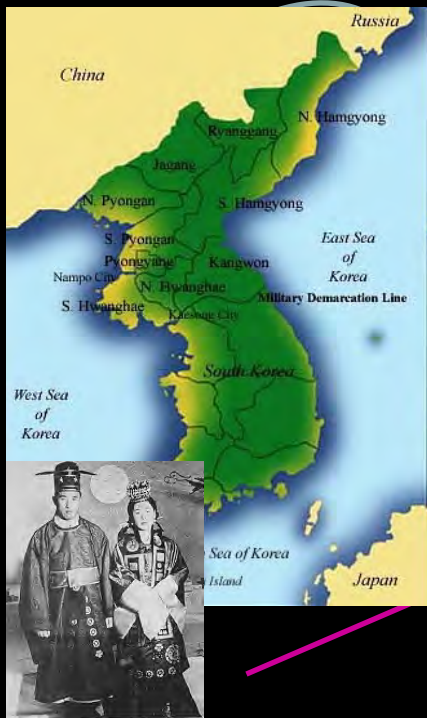 Russia
China
N. Hamgyong
Ryanggang
Jagang
N. Pyongan
S. Hamgyong
S. Pyongan
East Sea
of
Korea
Pyongyang
Kangwon
Nampo City
N. Hwanghae
Military Demarcation Line
S. Hwanghae
Kaesong City
South Korea
West Sea
of
Korea
Sea of Korea
Island
Japan